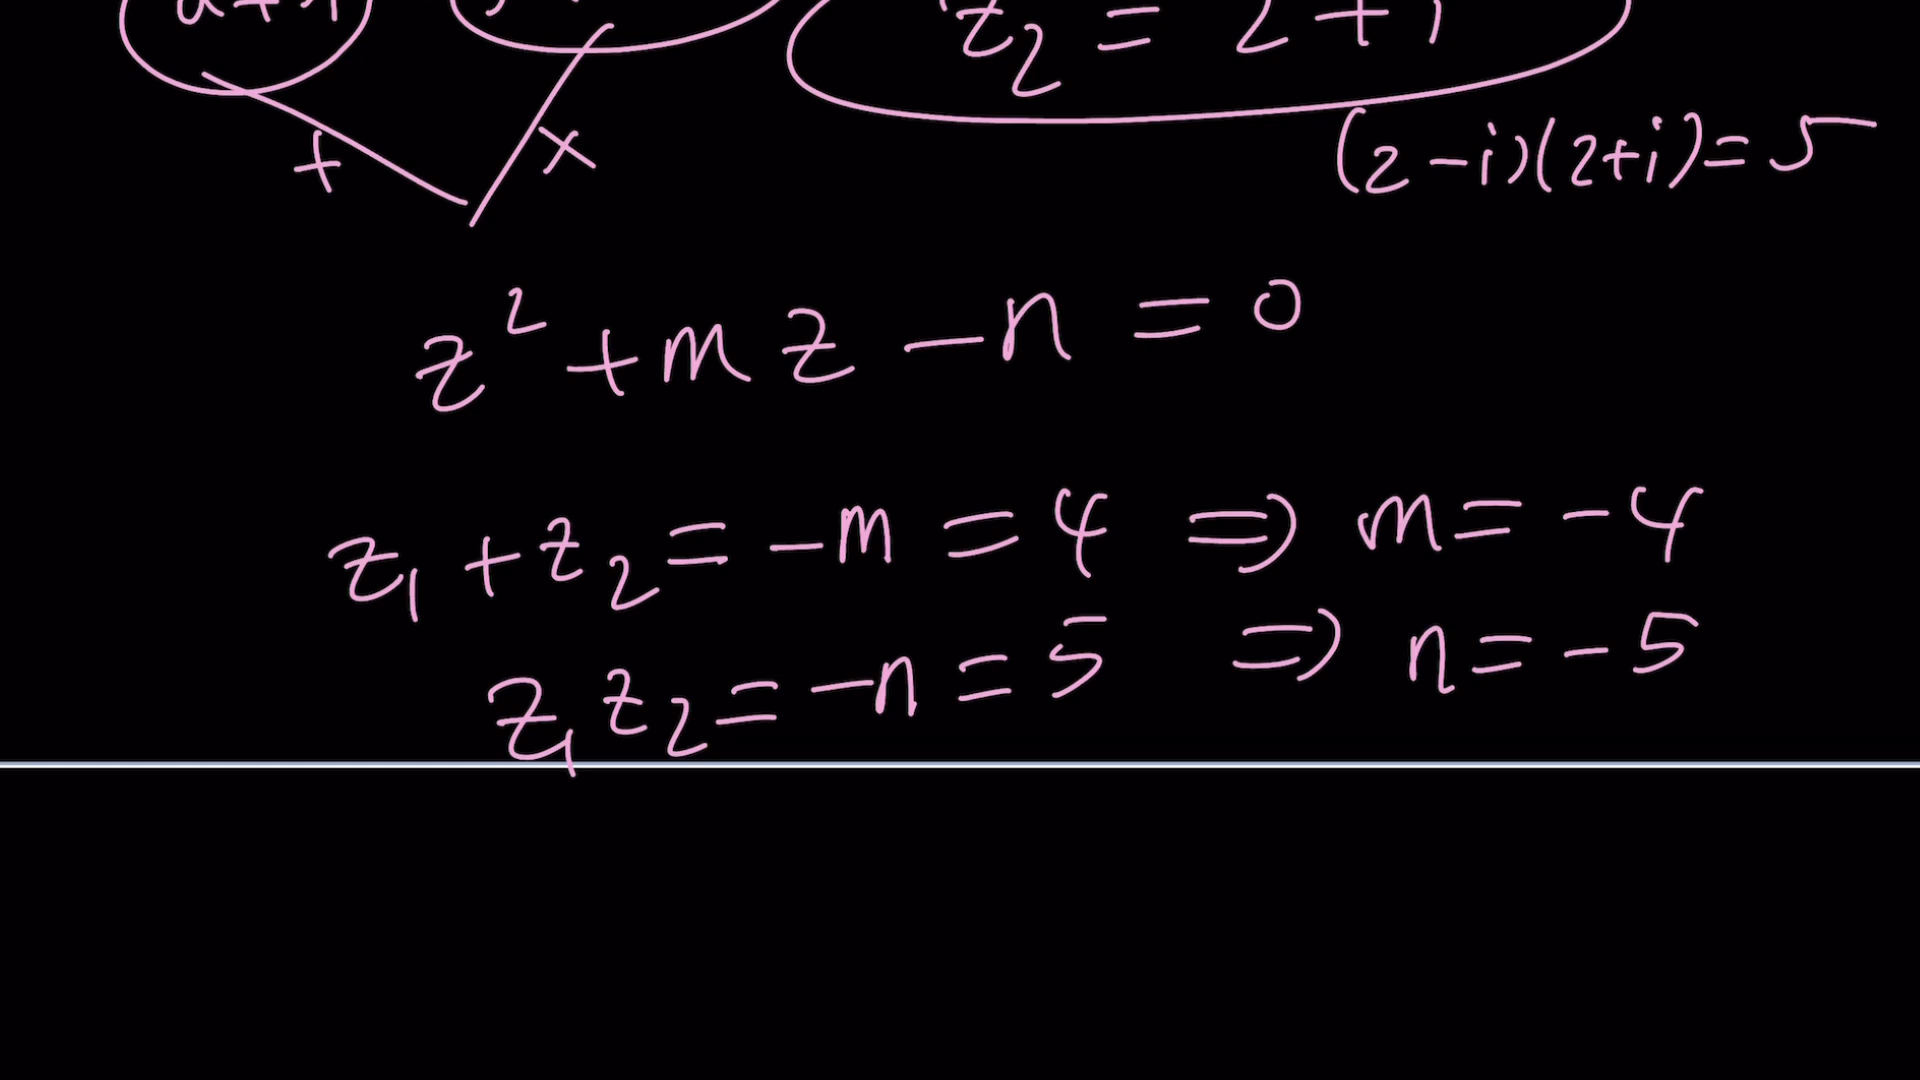 z₂ = 2 + i
(2 - i)(2 + i) = 5
+ ×
z² + mz - n = 0
z₁ + z₂ = -m = 4 ⇒ m = -4
z₁z₂ = -n = 5 ⇒ n = -5